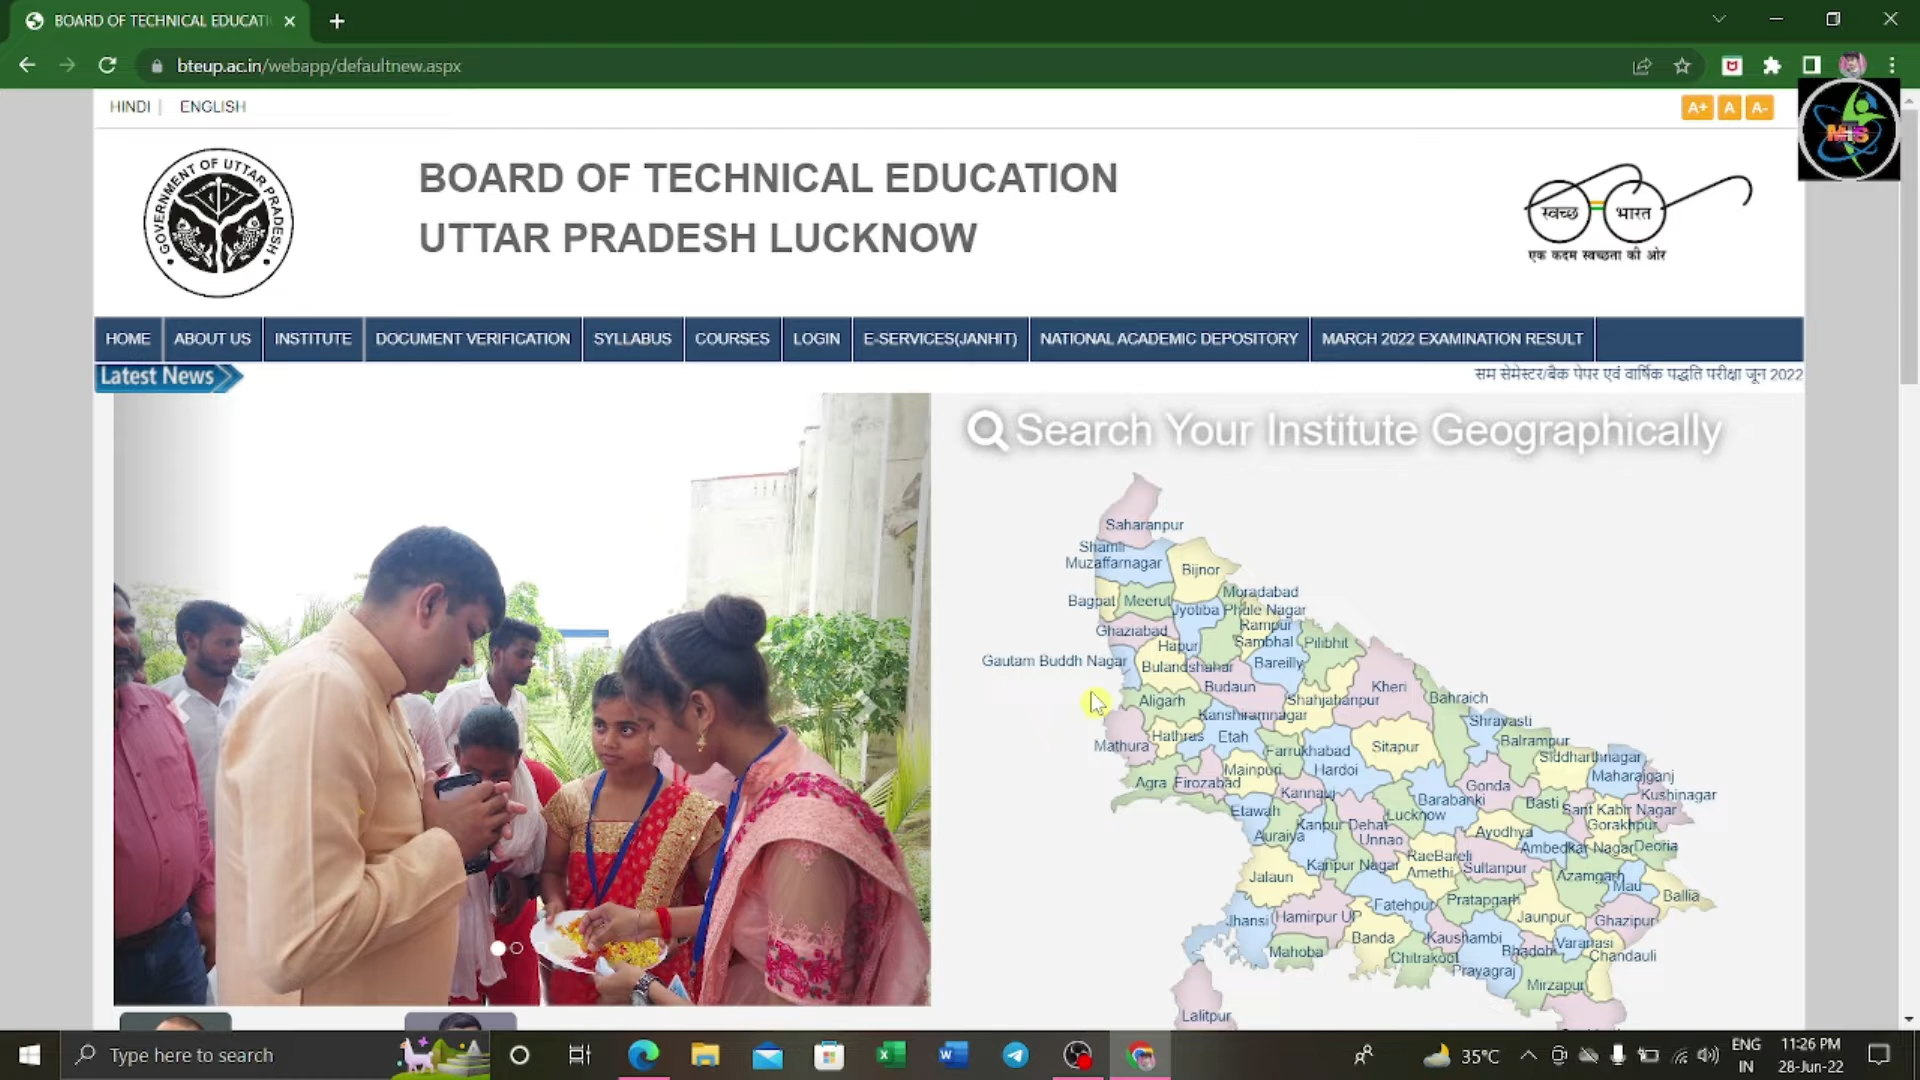 BOARD OF TECHNICAL EDUCATI
bteup.ac.in/webapp/defaultnew.aspx
HINDI | ENGLISH
A+ A A-
MTS
GOVERNMENT OF UTTAR PRADESH
BOARD OF TECHNICAL EDUCATION
UTTAR PRADESH LUCKNOW
स्वच्छ भारत
एक कदम स्वच्छता की ओर
HOME ABOUT US INSTITUTE DOCUMENT VERIFICATION SYLLABUS COURSES LOGIN E-SERVICES(JANHIT) NATIONAL ACADEMIC DEPOSITORY MARCH 2022 EXAMINATION RESULT
Latest News
सम सेमेस्टर/बैक पेपर एवं वार्षिक पद्धति परीक्षा जून 2022
Search Your Institute Geographically
Saharanpur
Shamli
Muzaffarnagar
Bijnor
Moradabad
Bagpat Meerut Jyotiba Phule Nagar
Rampur
Ghaziabad
Sambhal Pilibhit
Hapur
Gautam Buddh Nagar Bulandshahar Bareilly
Budaun Kheri
Aligarh Shahjahanpur Bahraich
Kanshiramnagar Shravasti
Hathras Etah
Mathura Farrukhabad Sitapur Balrampur
Siddharthnagar
Mainpuri Hardoi Maharajganj
Agra Firozabad Kannauj Gonda Kushinagar
Barabanki Basti Sant Kabir Nagar
Etawah Lucknow
Kanpur Dehat Gorakhpur
Auraiya Unnao Ayodhya
Ambedkar Nagar Deoria
RaeBareli
Kanpur Nagar Amethi Sultanpur
Jalaun Azamgarh
Mau
Fatehpur Pratapgarh Ballia
Jhansi Hamirpur UP Jaunpur Ghazipur
Banda Kaushambi Varanasi
Mahoba Bhadohi
Chitrakoot Chandauli
Prayagraj
Mirzapur
Lalitpur
Type here to search
35°C
ENG
IN
11:26 PM
28-Jun-22